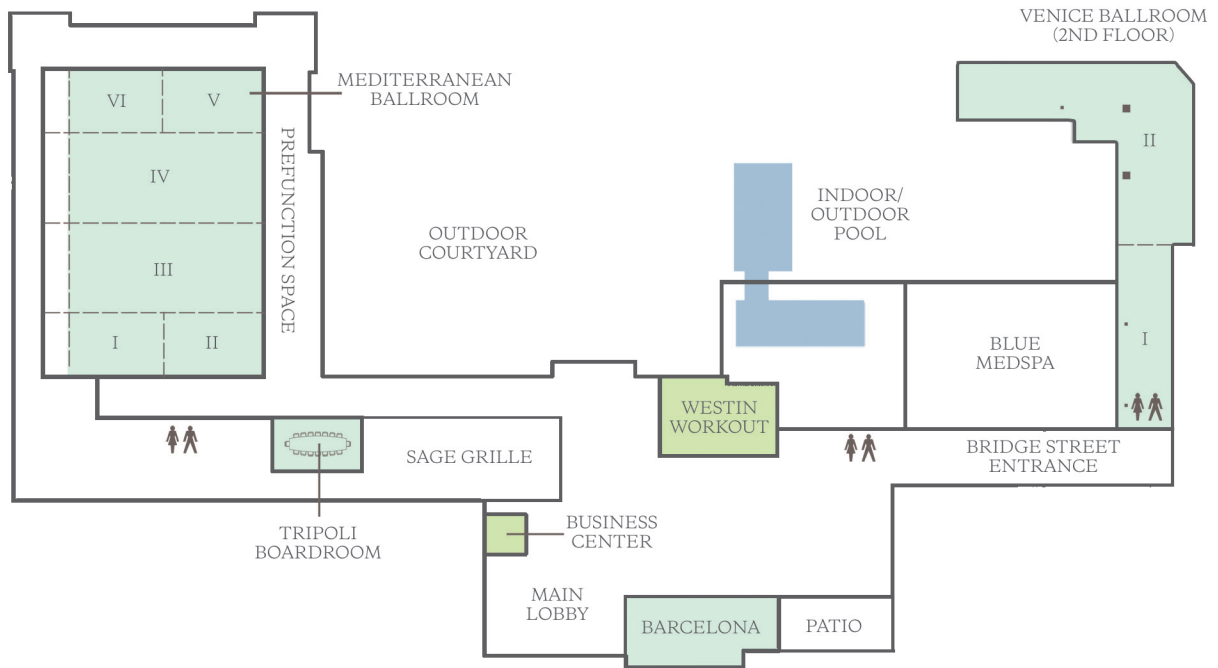 VENICE BALLROOM
(2ND FLOOR)
MEDITERRANEAN
BALLROOM
VI
V
IV
III
I
II
PREFUNCTION SPACE
OUTDOOR
COURTYARD
INDOOR/
OUTDOOR
POOL
II
I
BLUE
MEDSPA
WESTIN
WORKOUT
SAGE GRILLE
BRIDGE STREET
ENTRANCE
TRIPOLI
BOARDROOM
BUSINESS
CENTER
MAIN
LOBBY
BARCELONA
PATIO